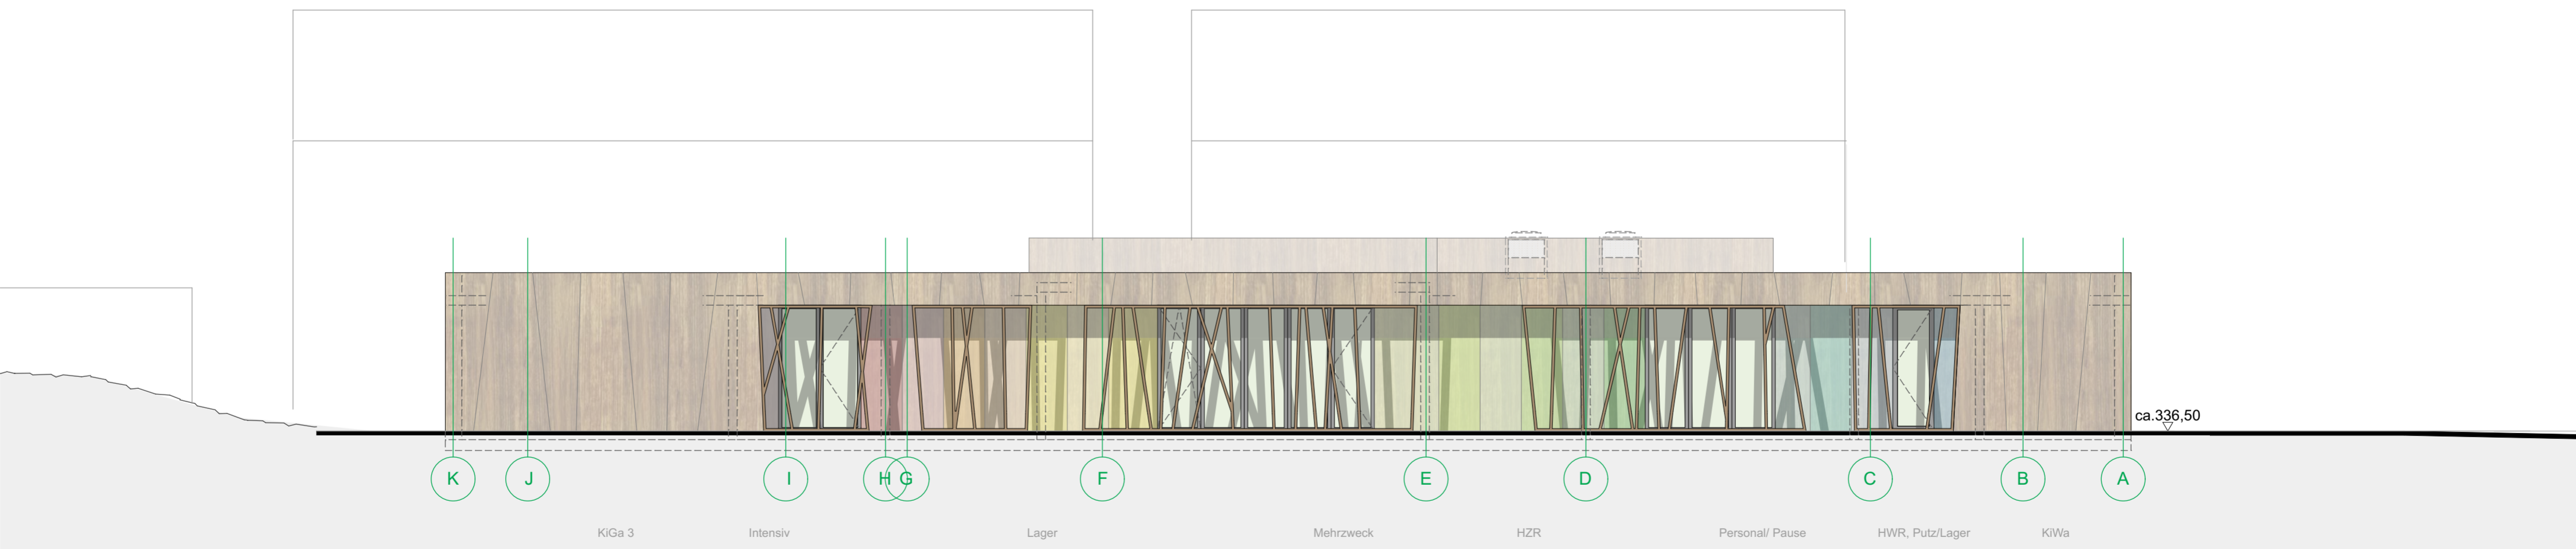 ca.336,50
K J I H G F E D C B A
KiGa 3 Intensiv Lager Mehrzweck HZR Personal/ Pause HWR, Putz/Lager KiWa